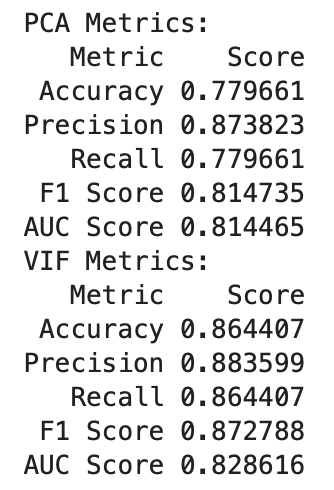 PCA Metrics:
Metric Score
Accuracy 0.779661
Precision 0.873823
Recall 0.779661
F1 Score 0.814735
AUC Score 0.814465
VIF Metrics:
Metric Score
Accuracy 0.864407
Precision 0.883599
Recall 0.864407
F1 Score 0.872788
AUC Score 0.828616